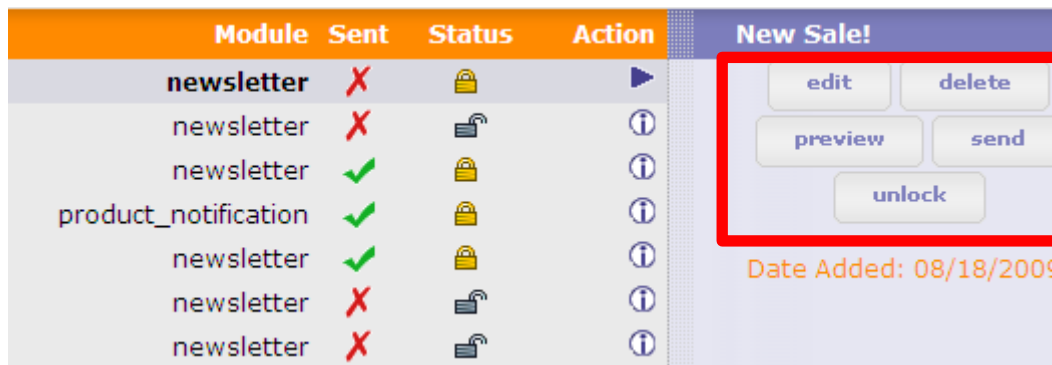 Module Sent Status Action New Sale!
newsletter edit delete
newsletter preview send
newsletter unlock
product_notification
newsletter Date Added: 08/18/2009
newsletter
newsletter